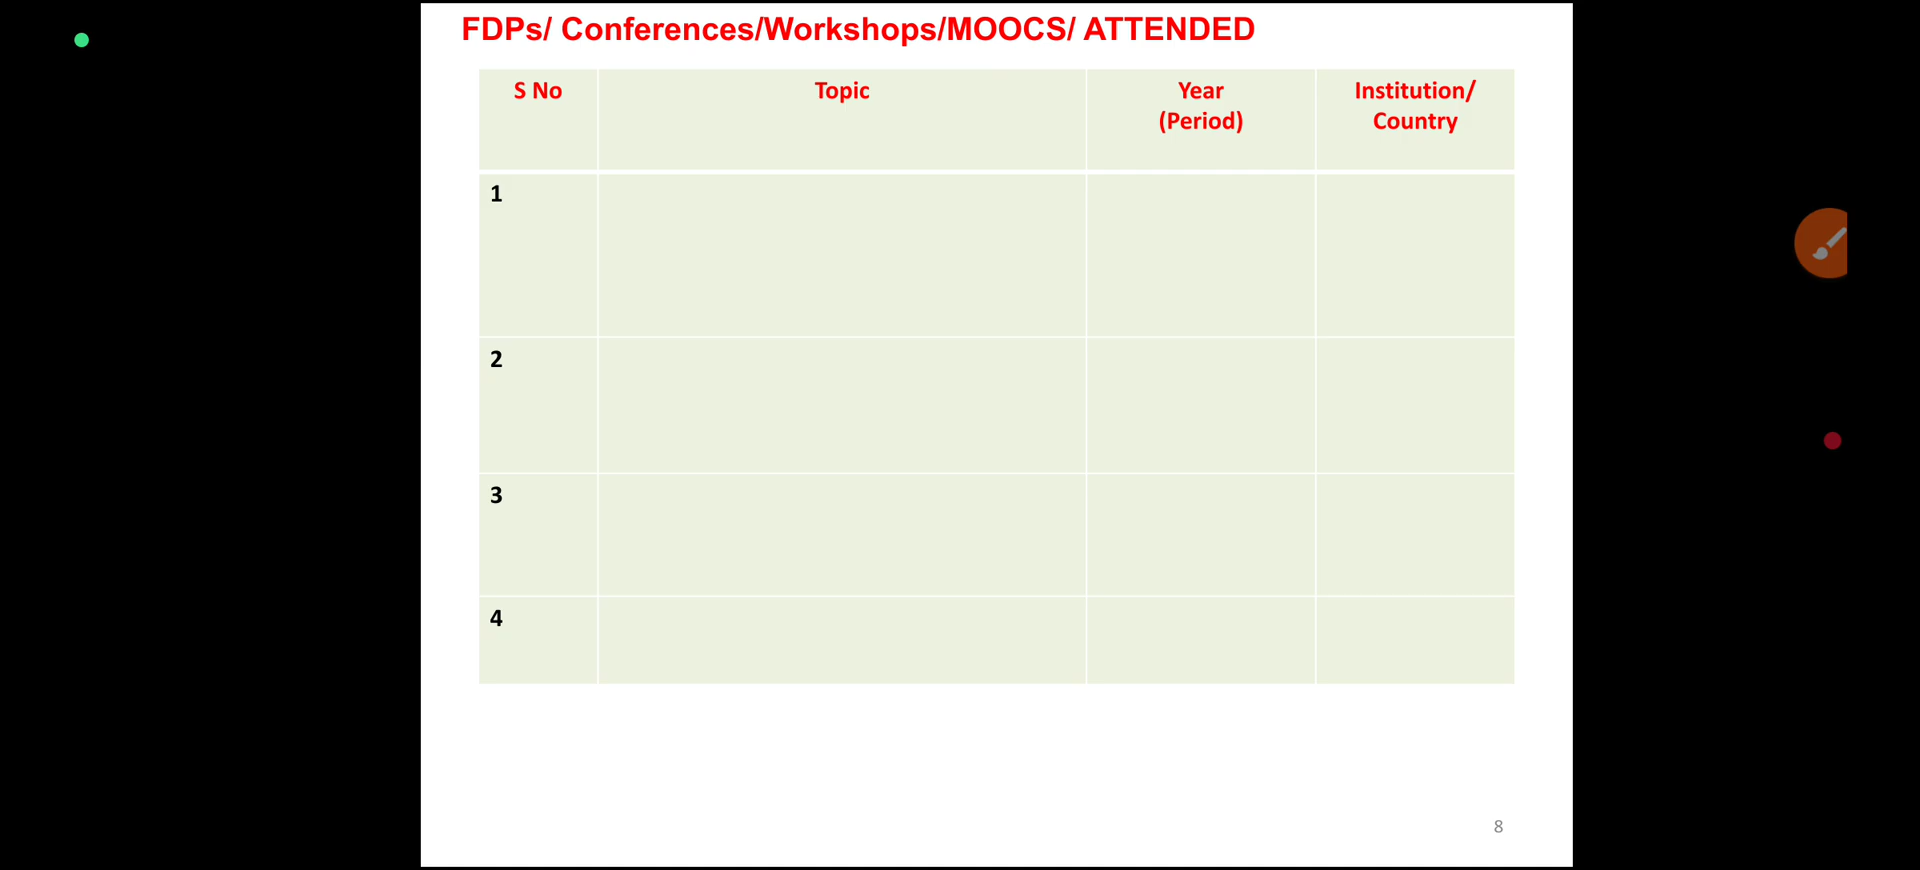 FDPs/ Conferences/Workshops/MOOCS/ ATTENDED
S No
Topic
Year
(Period)
Institution/
Country
1
2
3
4
8